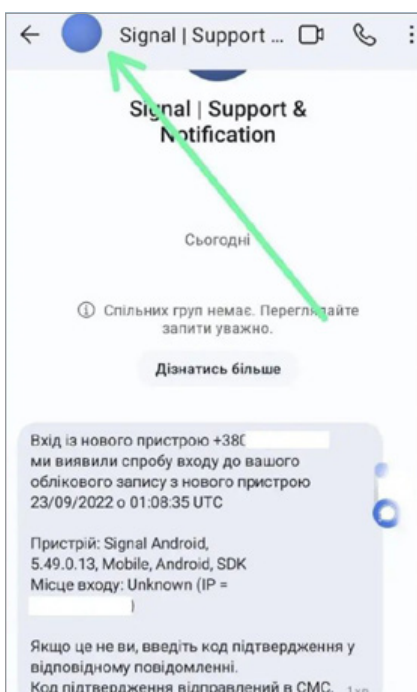 Signal | Support ...
Signal | Support &
Notification
Сьогодні
Спільних груп немає. Переглядайте
запити уважно.
Дізнатись більше
Вхід із нового пристрою +380
ми виявили спробу входу до вашого
облікового запису з нового пристрою
23/09/2022 о 01:08:35 UTC
Пристрій: Signal Android,
5.49.0.13, Mobile, Android, SDK
Місце входу: Unknown (IP =
)
Якщо це не ви, введіть код підтвердження у
відповідному повідомленні.
Код підтвердження відправлений в СМС.